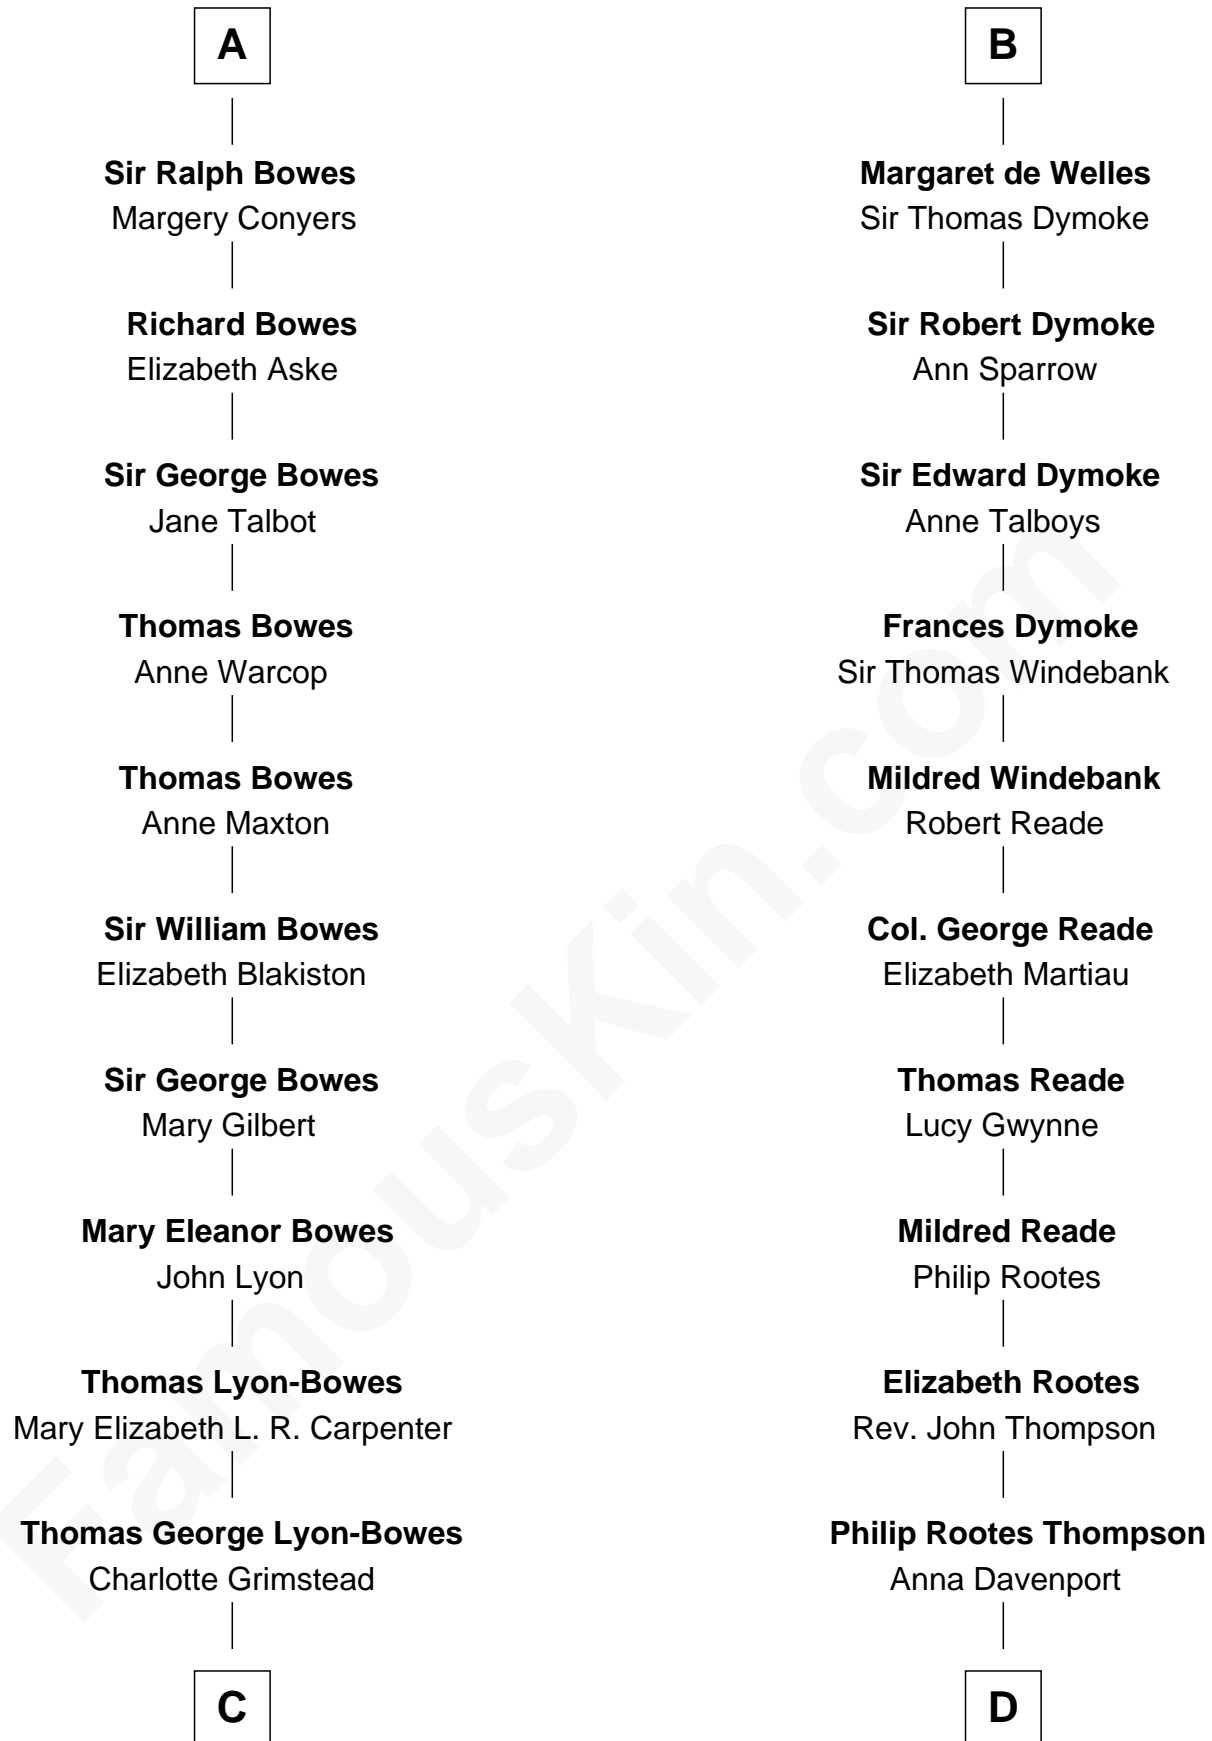 A
Sir Ralph Bowes
Margery Conyers
Richard Bowes
Elizabeth Aske
Sir George Bowes
Jane Talbot
Thomas Bowes
Anne Warcop
Thomas Bowes
Anne Maxton
Sir William Bowes
Elizabeth Blakiston
Sir George Bowes
Mary Gilbert
Mary Eleanor Bowes
John Lyon
Thomas Lyon-Bowes
Mary Elizabeth L. R. Carpenter
Thomas George Lyon-Bowes
Charlotte Grimstead
C
B
Margaret de Welles
Sir Thomas Dymoke
Sir Robert Dymoke
Ann Sparrow
Sir Edward Dymoke
Anne Talboys
Frances Dymoke
Sir Thomas Windebank
Mildred Windebank
Robert Reade
Col. George Reade
Elizabeth Martiau
Thomas Reade
Lucy Gwynne
Mildred Reade
Philip Rootes
Elizabeth Rootes
Rev. John Thompson
Philip Rootes Thompson
Anna Davenport
D
FamousKin.com